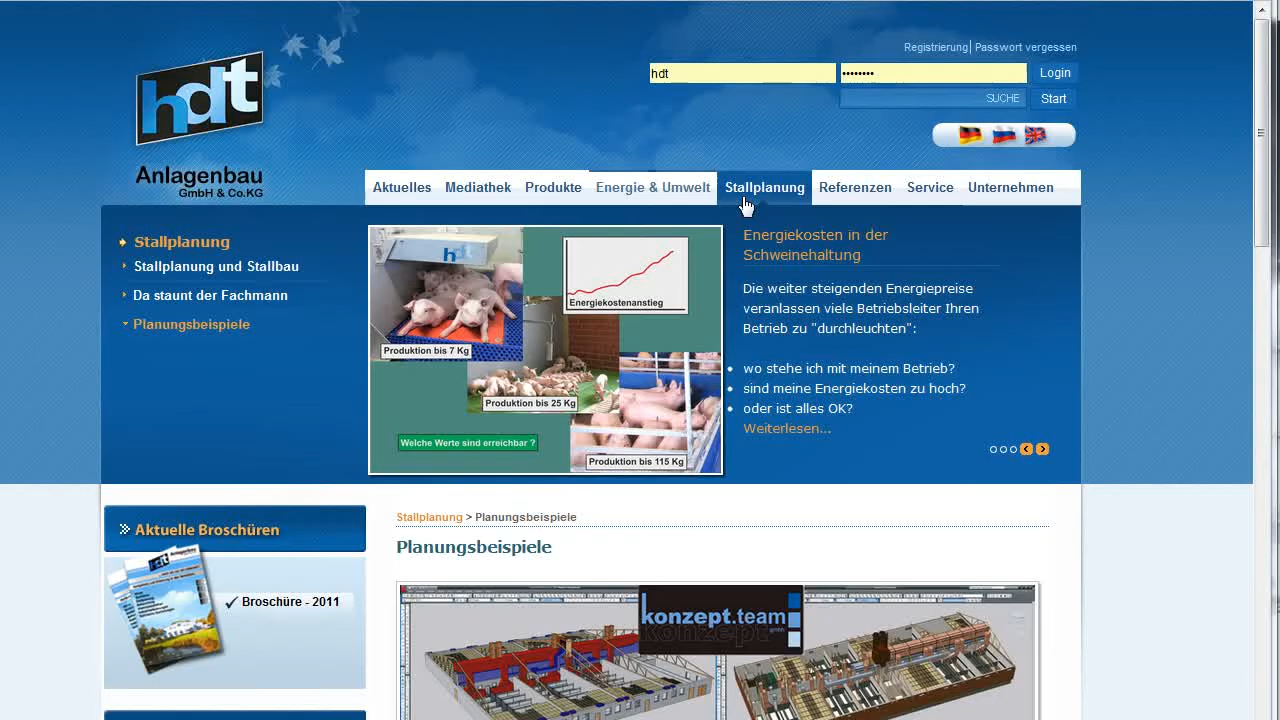 Registrierung| Passwort vergessen
hdt
•••••••• Login
SUCHE Start
hdt
Anlagenbau
GmbH & Co.KG
Aktuelles Mediathek Produkte Energie & Umwelt Stallplanung Referenzen Service Unternehmen
Stallplanung
Stallplanung und Stallbau
Da staunt der Fachmann
Planungsbeispiele
hdt
Energiekostenanstieg
Produktion bis 7 Kg
Produktion bis 25 Kg
Welche Werte sind erreichbar ?
Produktion bis 115 Kg
Energiekosten in der
Schweinehaltung
Die weiter steigenden Energiepreise
veranlassen viele Betriebsleiter Ihren
Betrieb zu "durchleuchten":
wo stehe ich mit meinem Betrieb?
sind meine Energiekosten zu hoch?
oder ist alles OK?
Weiterlesen...
Aktuelle Broschüren
hdt Anlagenbau
Broschüre - 2011
Stallplanung > Planungsbeispiele
Planungsbeispiele
konzept.team
gmbh